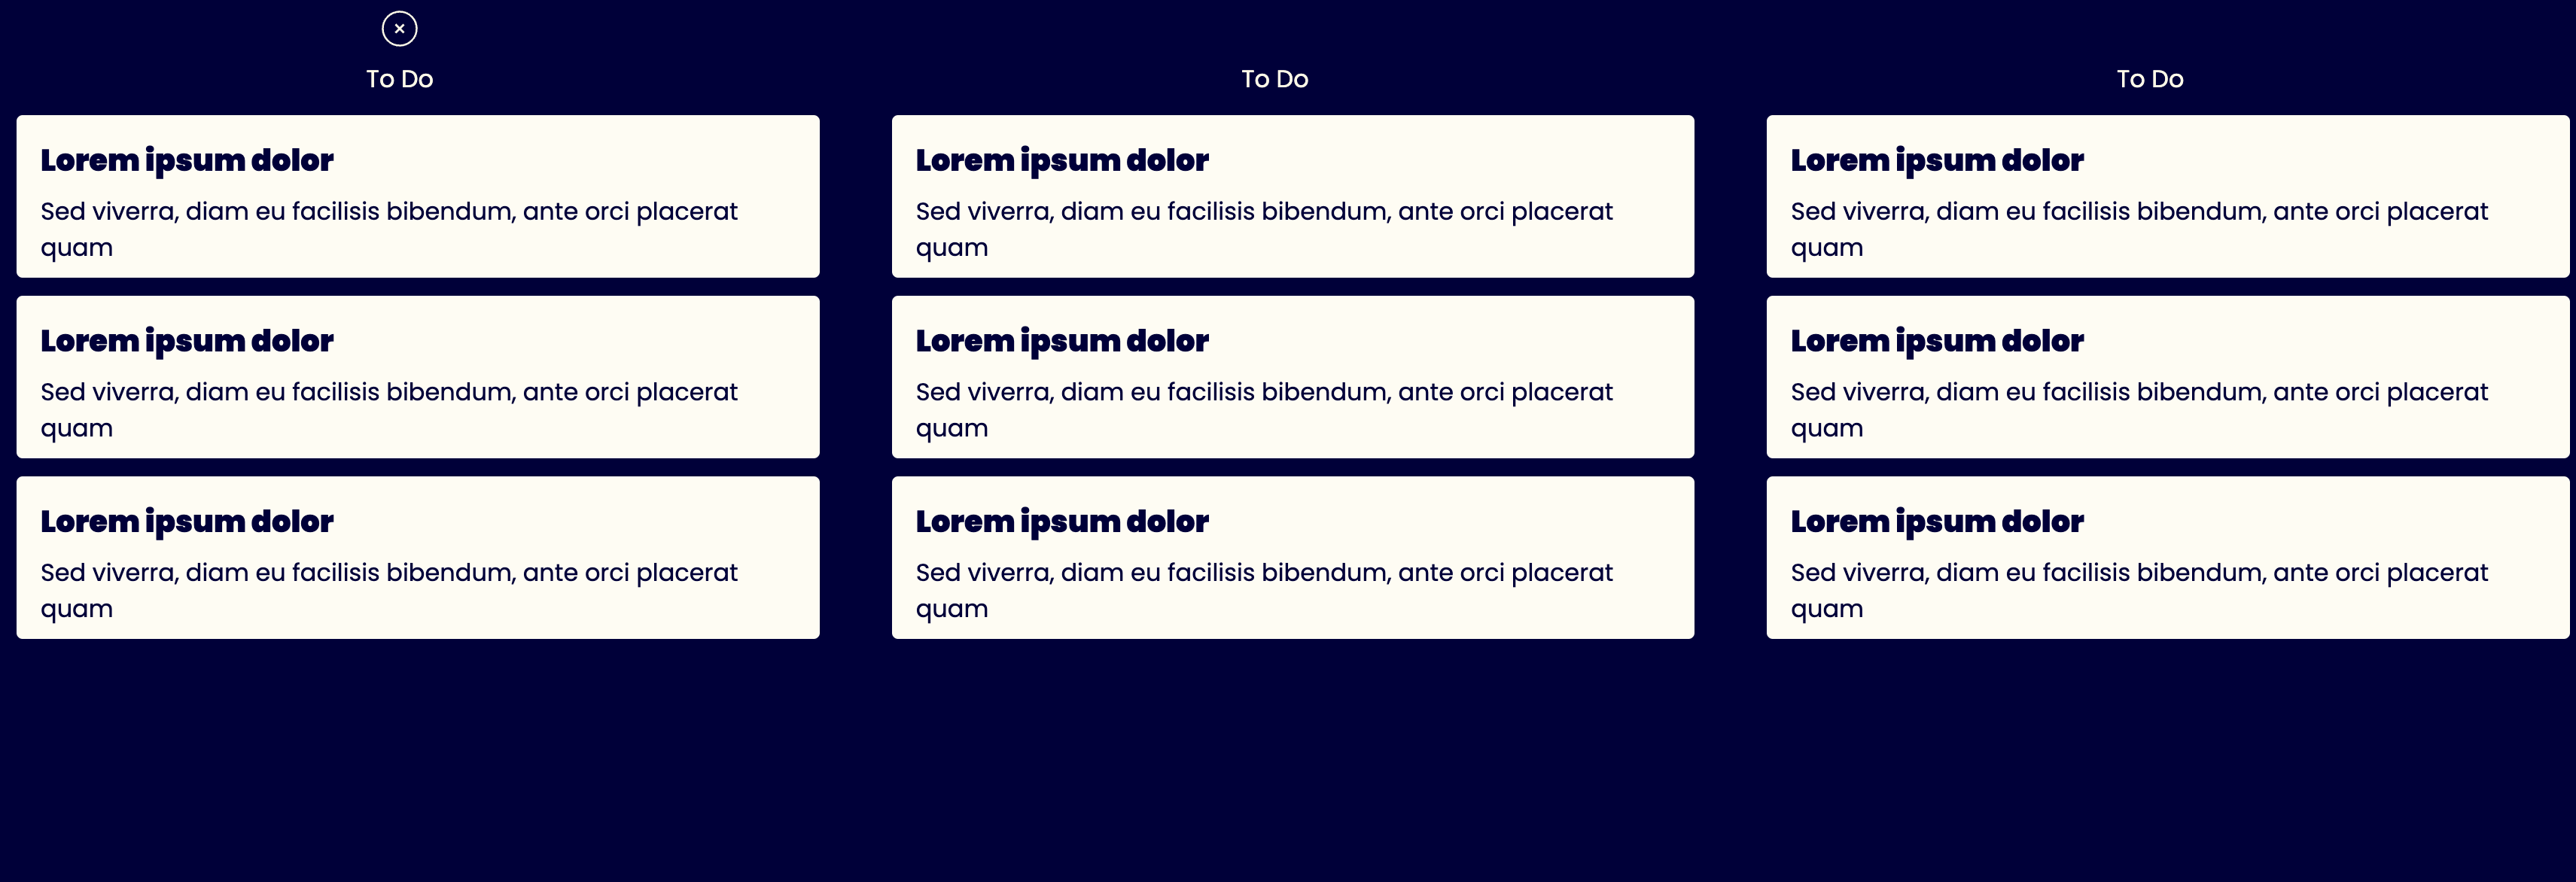 To Do
Lorem ipsum dolor
Sed viverra, diam eu facilisis bibendum, ante orci placerat
quam
Lorem ipsum dolor
Sed viverra, diam eu facilisis bibendum, ante orci placerat
quam
Lorem ipsum dolor
Sed viverra, diam eu facilisis bibendum, ante orci placerat
quam
To Do
Lorem ipsum dolor
Sed viverra, diam eu facilisis bibendum, ante orci placerat
quam
Lorem ipsum dolor
Sed viverra, diam eu facilisis bibendum, ante orci placerat
quam
Lorem ipsum dolor
Sed viverra, diam eu facilisis bibendum, ante orci placerat
quam
To Do
Lorem ipsum dolor
Sed viverra, diam eu facilisis bibendum, ante orci placerat
quam
Lorem ipsum dolor
Sed viverra, diam eu facilisis bibendum, ante orci placerat
quam
Lorem ipsum dolor
Sed viverra, diam eu facilisis bibendum, ante orci placerat
quam